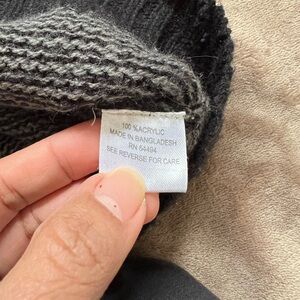 100 %ACRYLIC
MADE IN BANGLADESH
RN 54494
SEE REVERSE FOR CARE